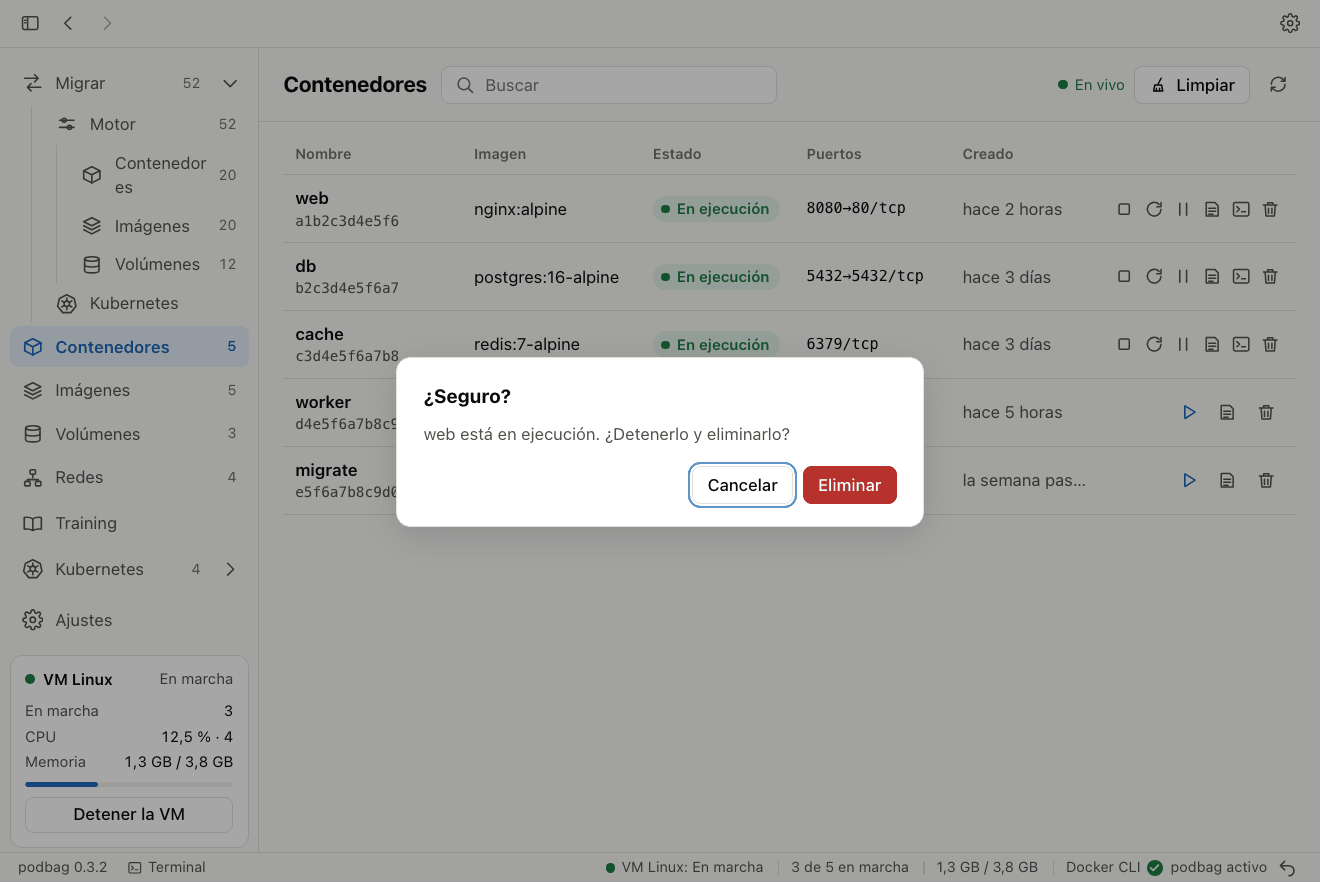 Migrar 52
Motor 52
Contenedor
es 20
Imágenes 20
Volúmenes 12
Kubernetes
Contenedores 5
Imágenes 5
Volúmenes 3
Redes 4
Training
Kubernetes 4
Ajustes
VM Linux En marcha
En marcha 3
CPU 12,5 % · 4
Memoria 1,3 GB / 3,8 GB
Detener la VM
Contenedores Buscar En vivo Limpiar
Nombre Imagen Estado Puertos Creado
web
a1b2c3d4e5f6 nginx:alpine En ejecución 8080→80/tcp hace 2 horas
db
b2c3d4e5f6a7 postgres:16-alpine En ejecución 5432→5432/tcp hace 3 días
cache
c3d4e5f6a7b8 redis:7-alpine En ejecución 6379/tcp hace 3 días
worker
d4e5f6a7b8c9 hace 5 horas
migrate
e5f6a7b8c9d0 la semana pas...
¿Seguro?
web está en ejecución. ¿Detenerlo y eliminarlo?
Cancelar Eliminar
podbag 0.3.2 Terminal VM Linux: En marcha 3 de 5 en marcha 1,3 GB / 3,8 GB Docker CLI podbag activo